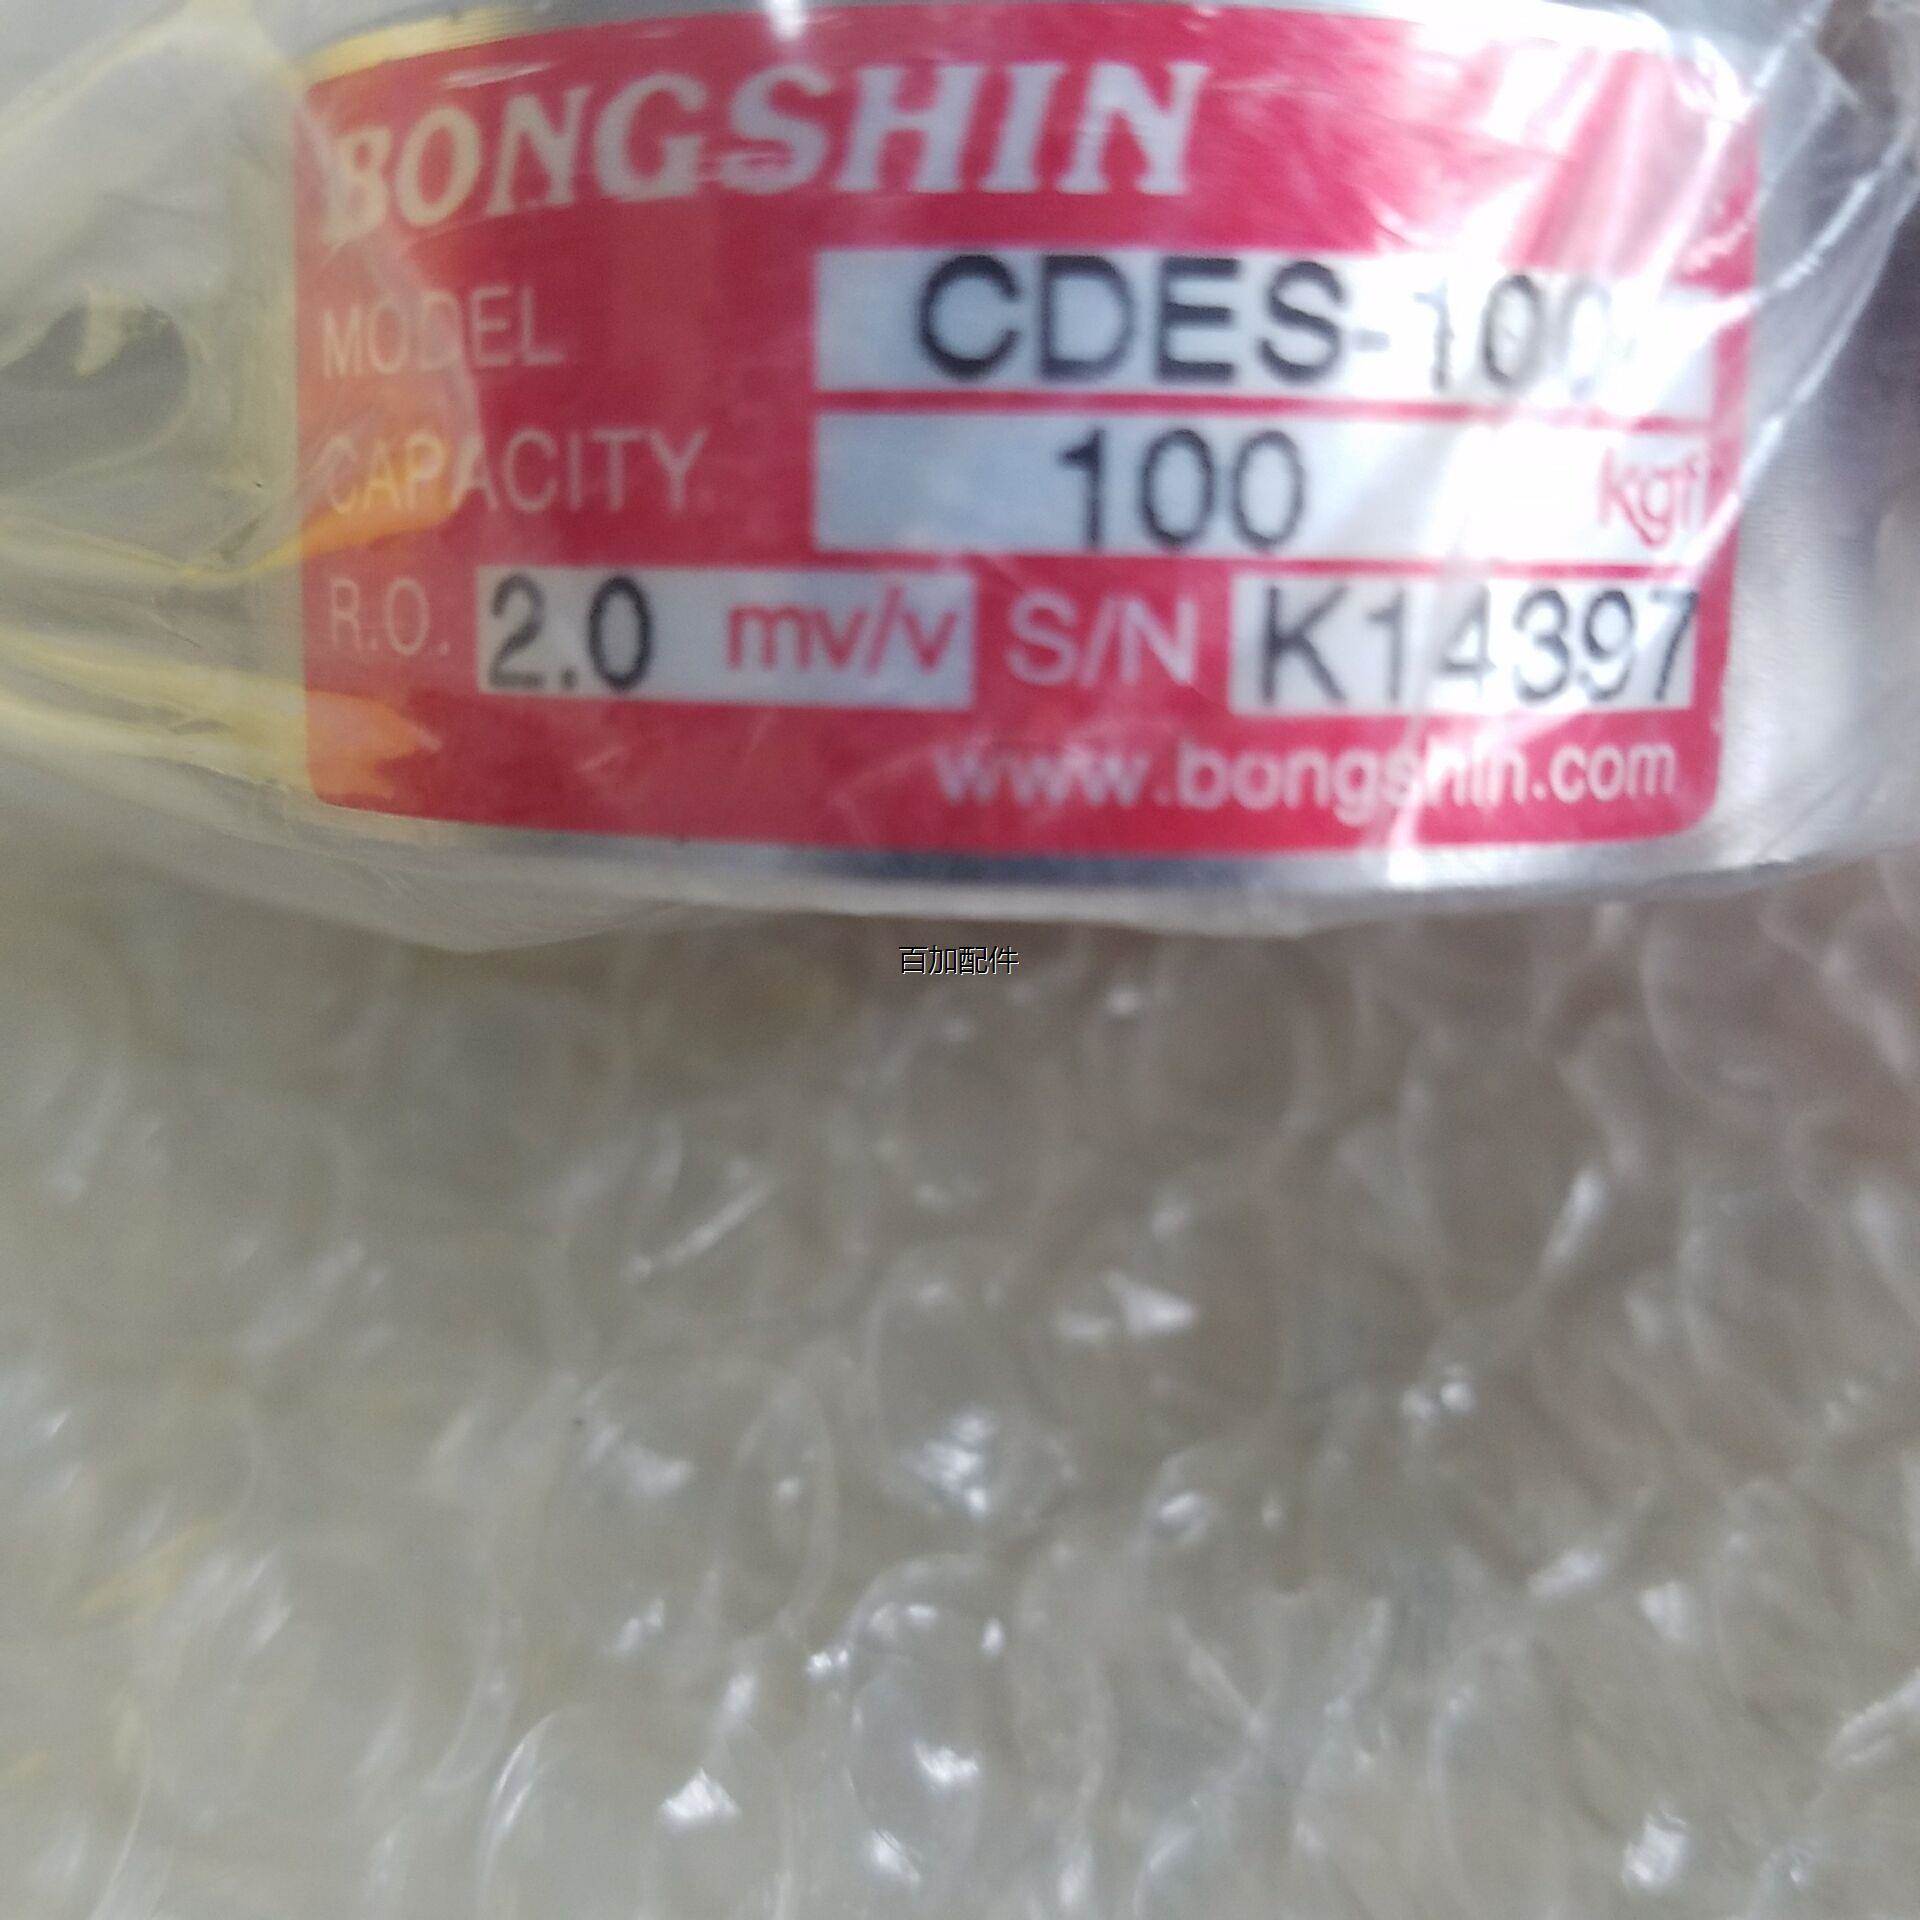 BONGSHIN
MODEL CDES-100
CAPACITY 100 kgf
R.O. 2.0 mv/v S/N K14397
www.bongshin.com
百加配件